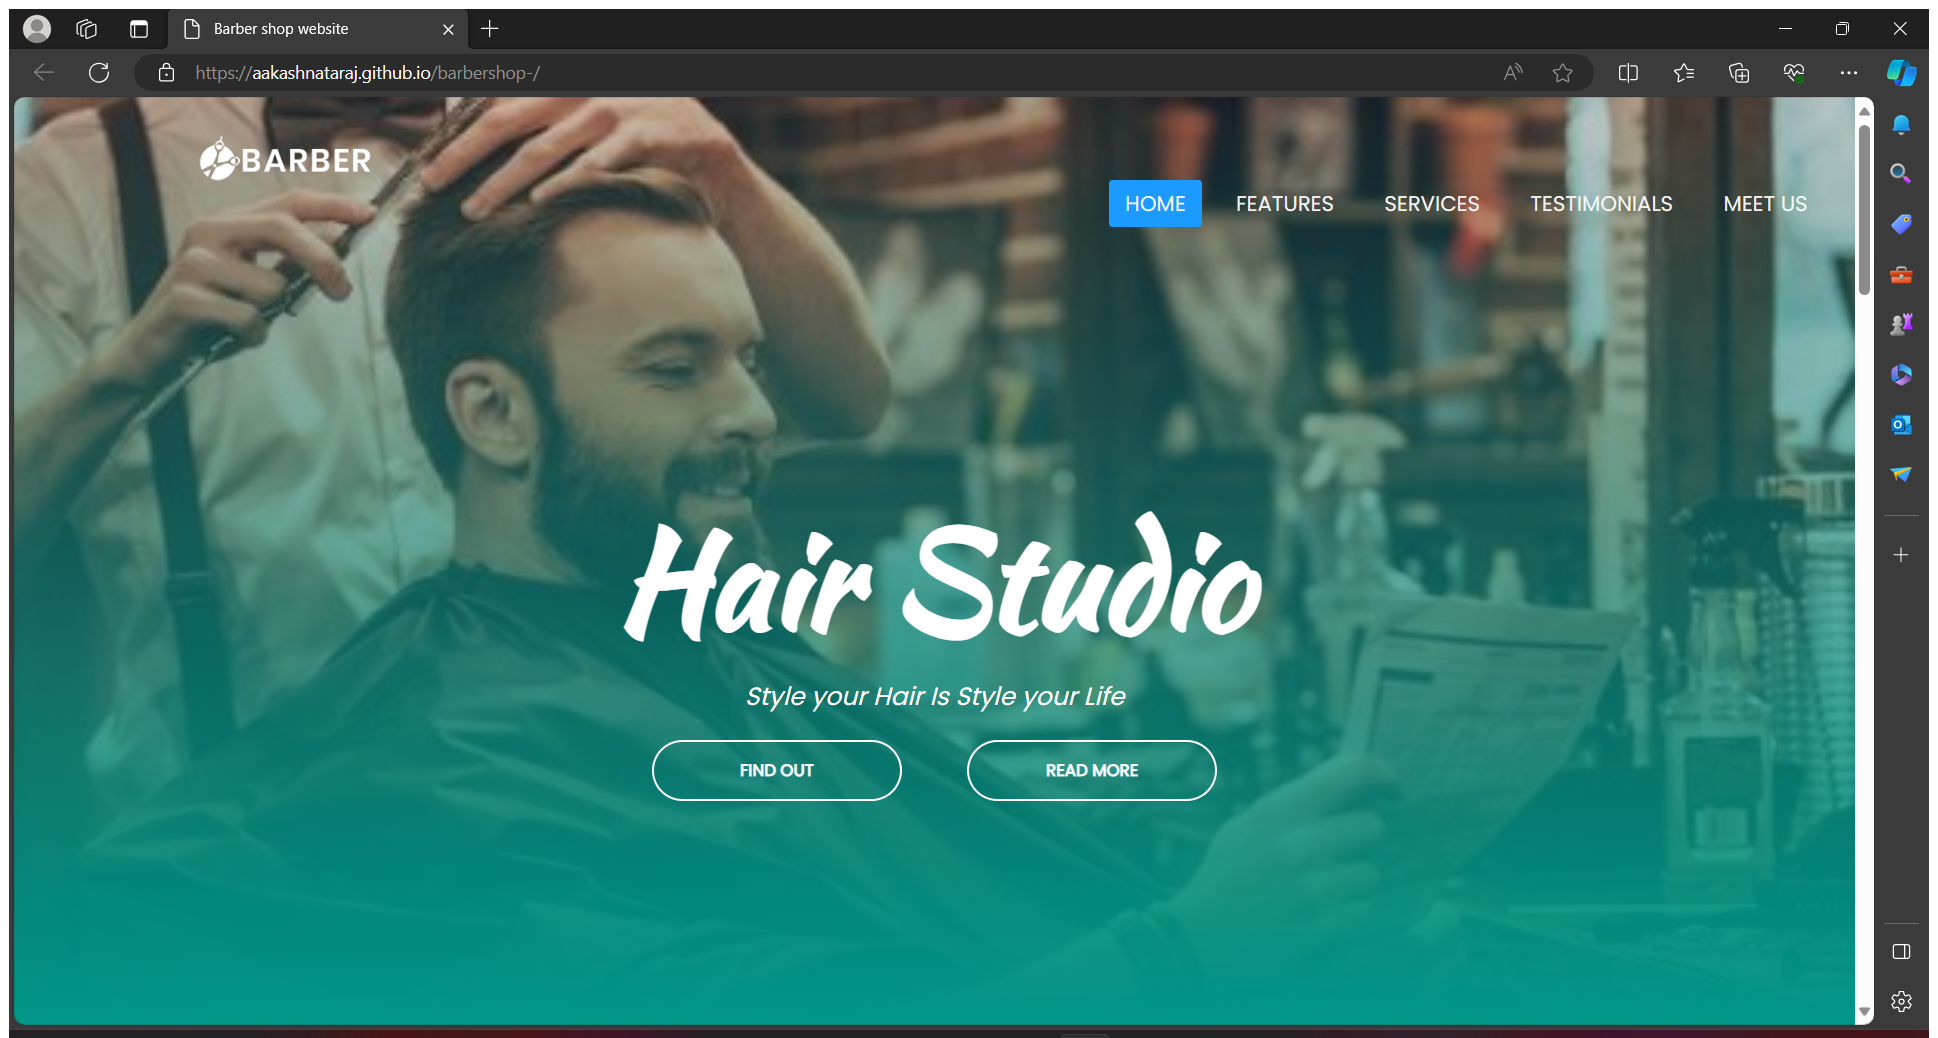 Barber shop website
https://aakashnataraj.github.io/barbershop-/
BARBER
HOME
FEATURES
SERVICES
TESTIMONIALS
MEET US
Hair Studio
Style your Hair Is Style your Life
FIND OUT
READ MORE